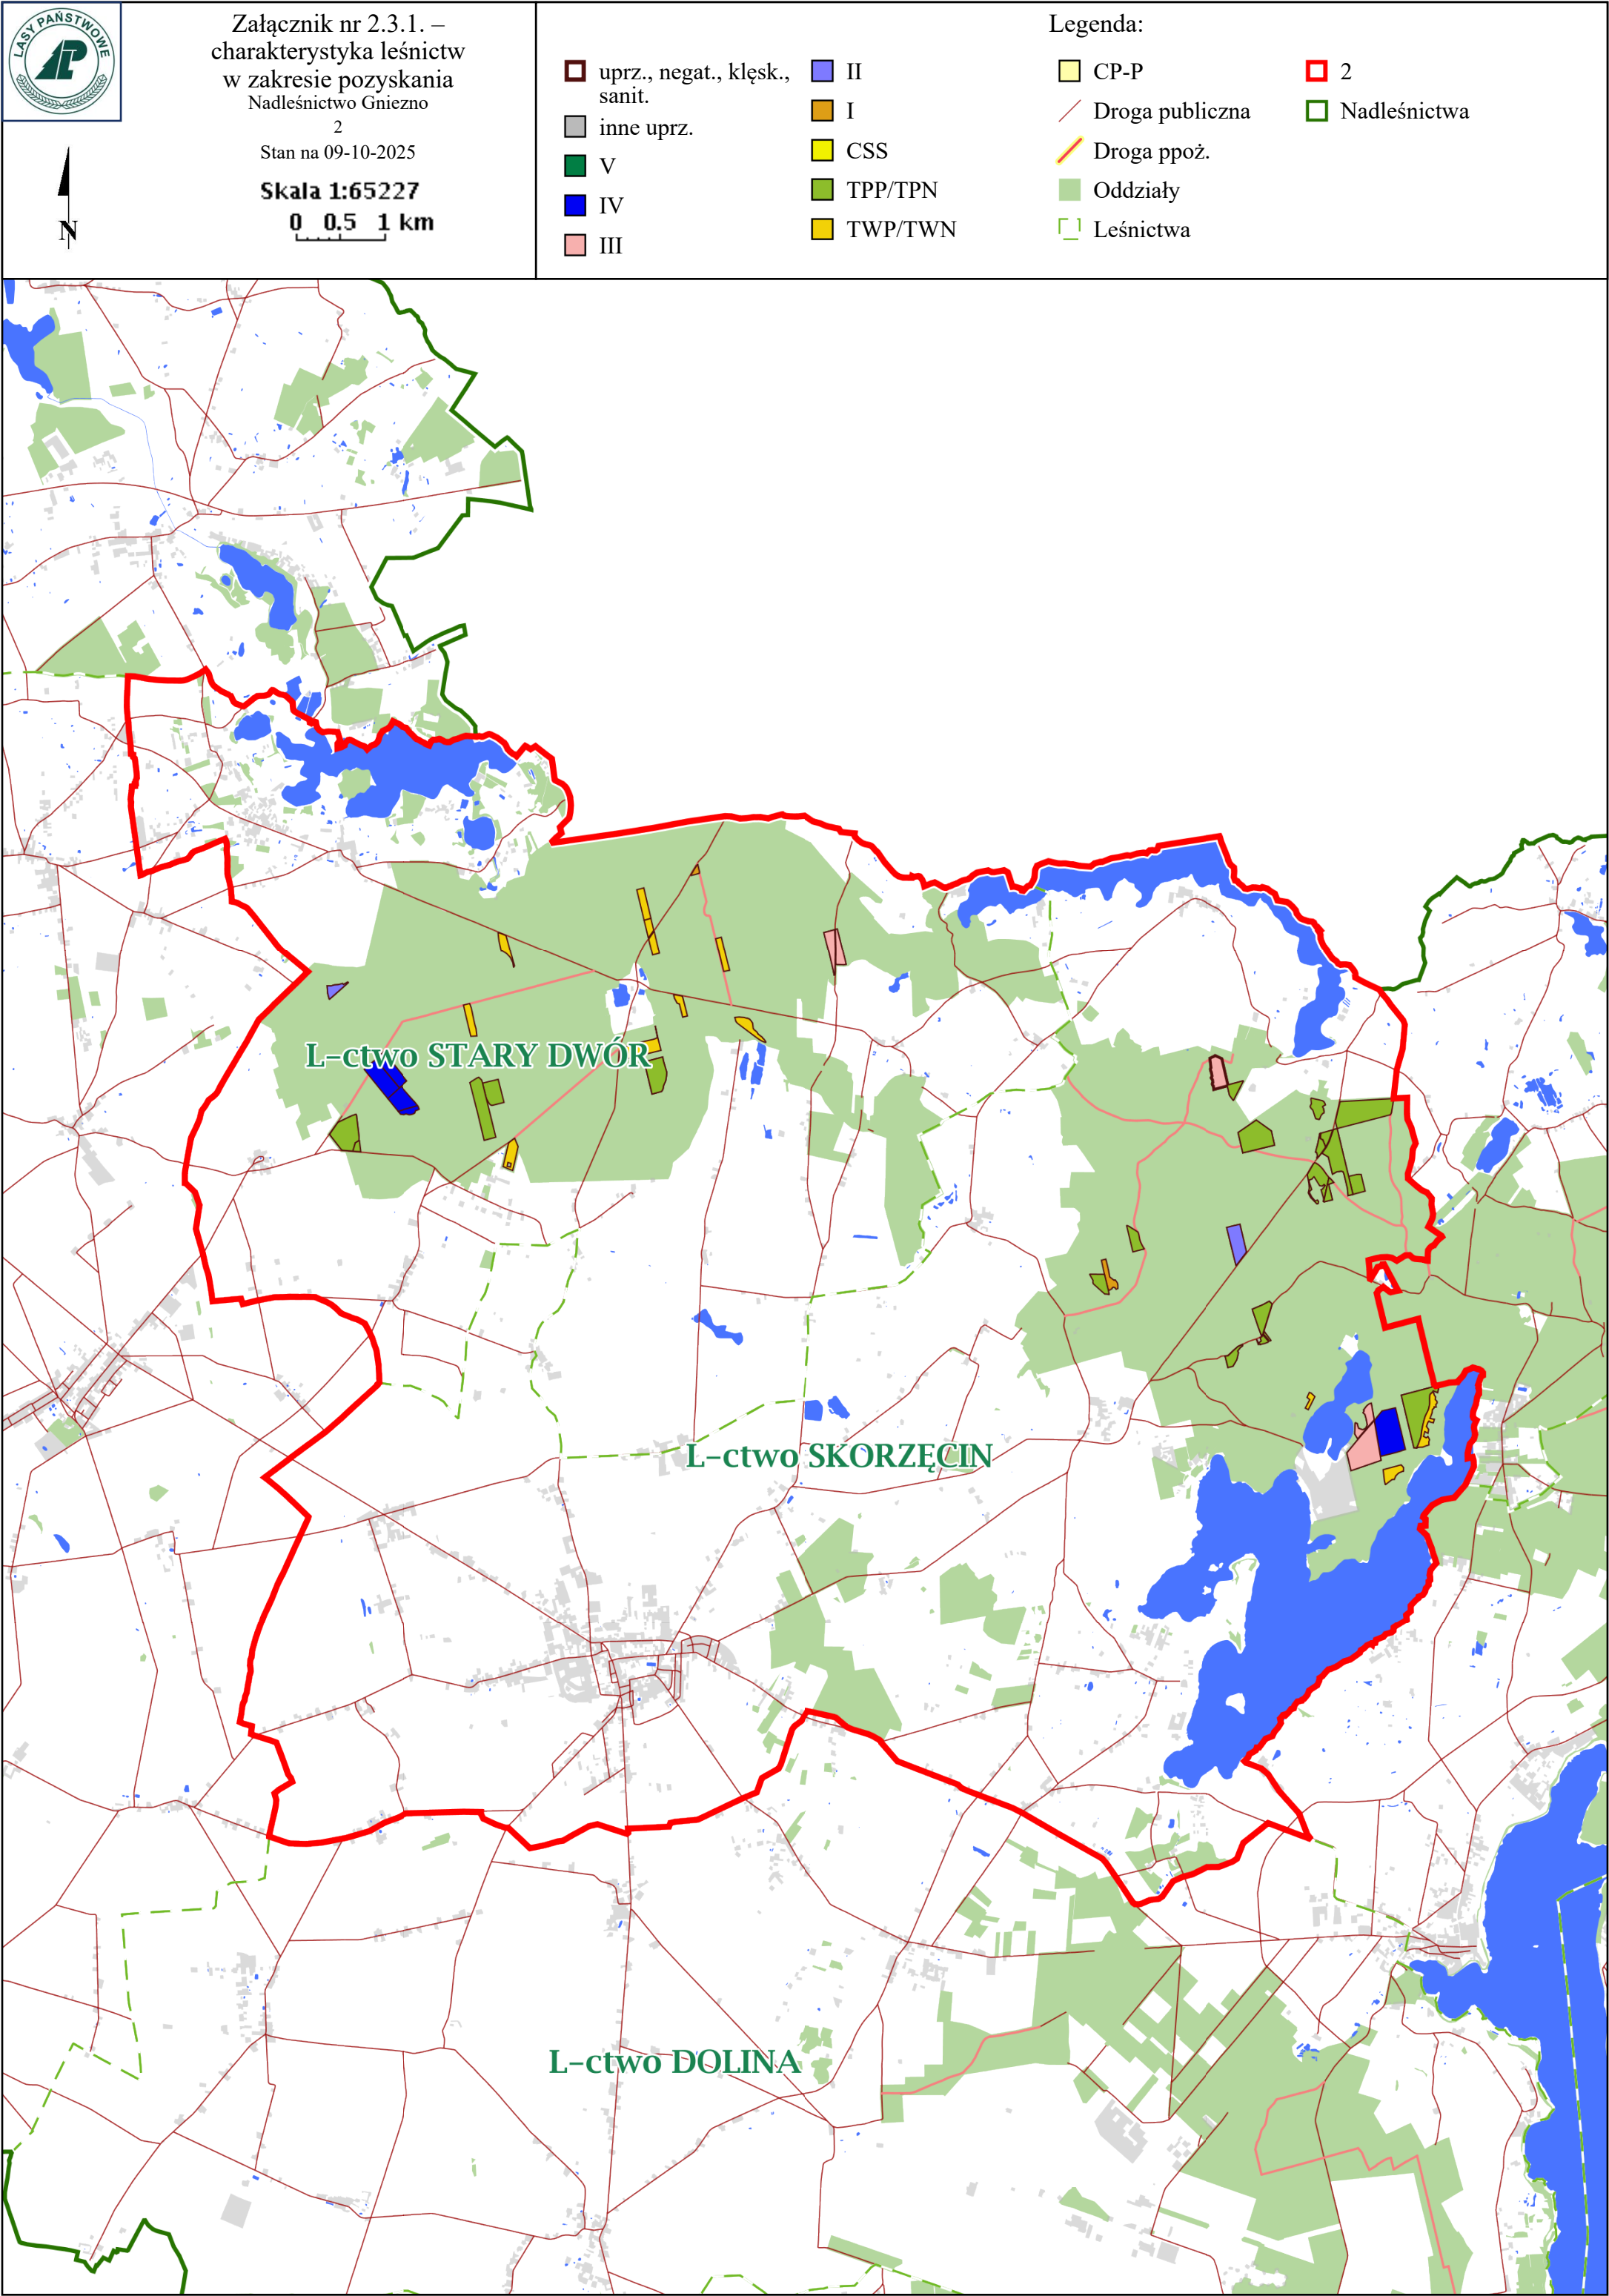 LASY PAŃSTWOWE
Załącznik nr 2.3.1. –
charakterystyka leśnictw
w zakresie pozyskania
Nadleśnictwo Gniezno
2
Stan na 09-10-2025
Skala 1:65227
0 0.5 1 km
N
Legenda:
uprz., negat., klęsk.,
sanit.
inne uprz.
V
IV
III
II
I
CSS
TPP/TPN
TWP/TWN
CP-P
Droga publiczna
Droga ppoż.
Oddziały
Leśnictwa
2
Nadleśnictwa
L-ctwo STARY DWÓR
L-ctwo SKORZĘCIN
L-ctwo DOLINA